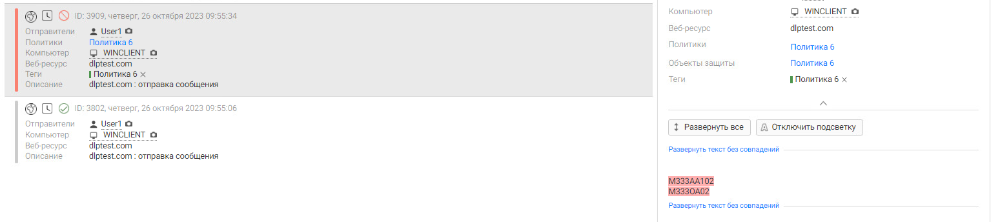 ID: 3909, четверг, 26 октября 2023 09:55:34
Отправители User1
Политики Политика 6
Компьютер WINCLIENT
Веб-ресурс dlptest.com
Теги Политика 6 ×
Описание dlptest.com : отправка сообщения
ID: 3802, четверг, 26 октября 2023 09:55:06
Отправители User1
Компьютер WINCLIENT
Веб-ресурс dlptest.com
Описание dlptest.com : отправка сообщения
Компьютер WINCLIENT
Веб-ресурс dlptest.com
Политики Политика 6
Объекты защиты Политика 6
Теги Политика 6 ×
Развернуть все Отключить подсветку
Развернуть текст без совпадений
М333АА102
М333ОА02
Развернуть текст без совпадений